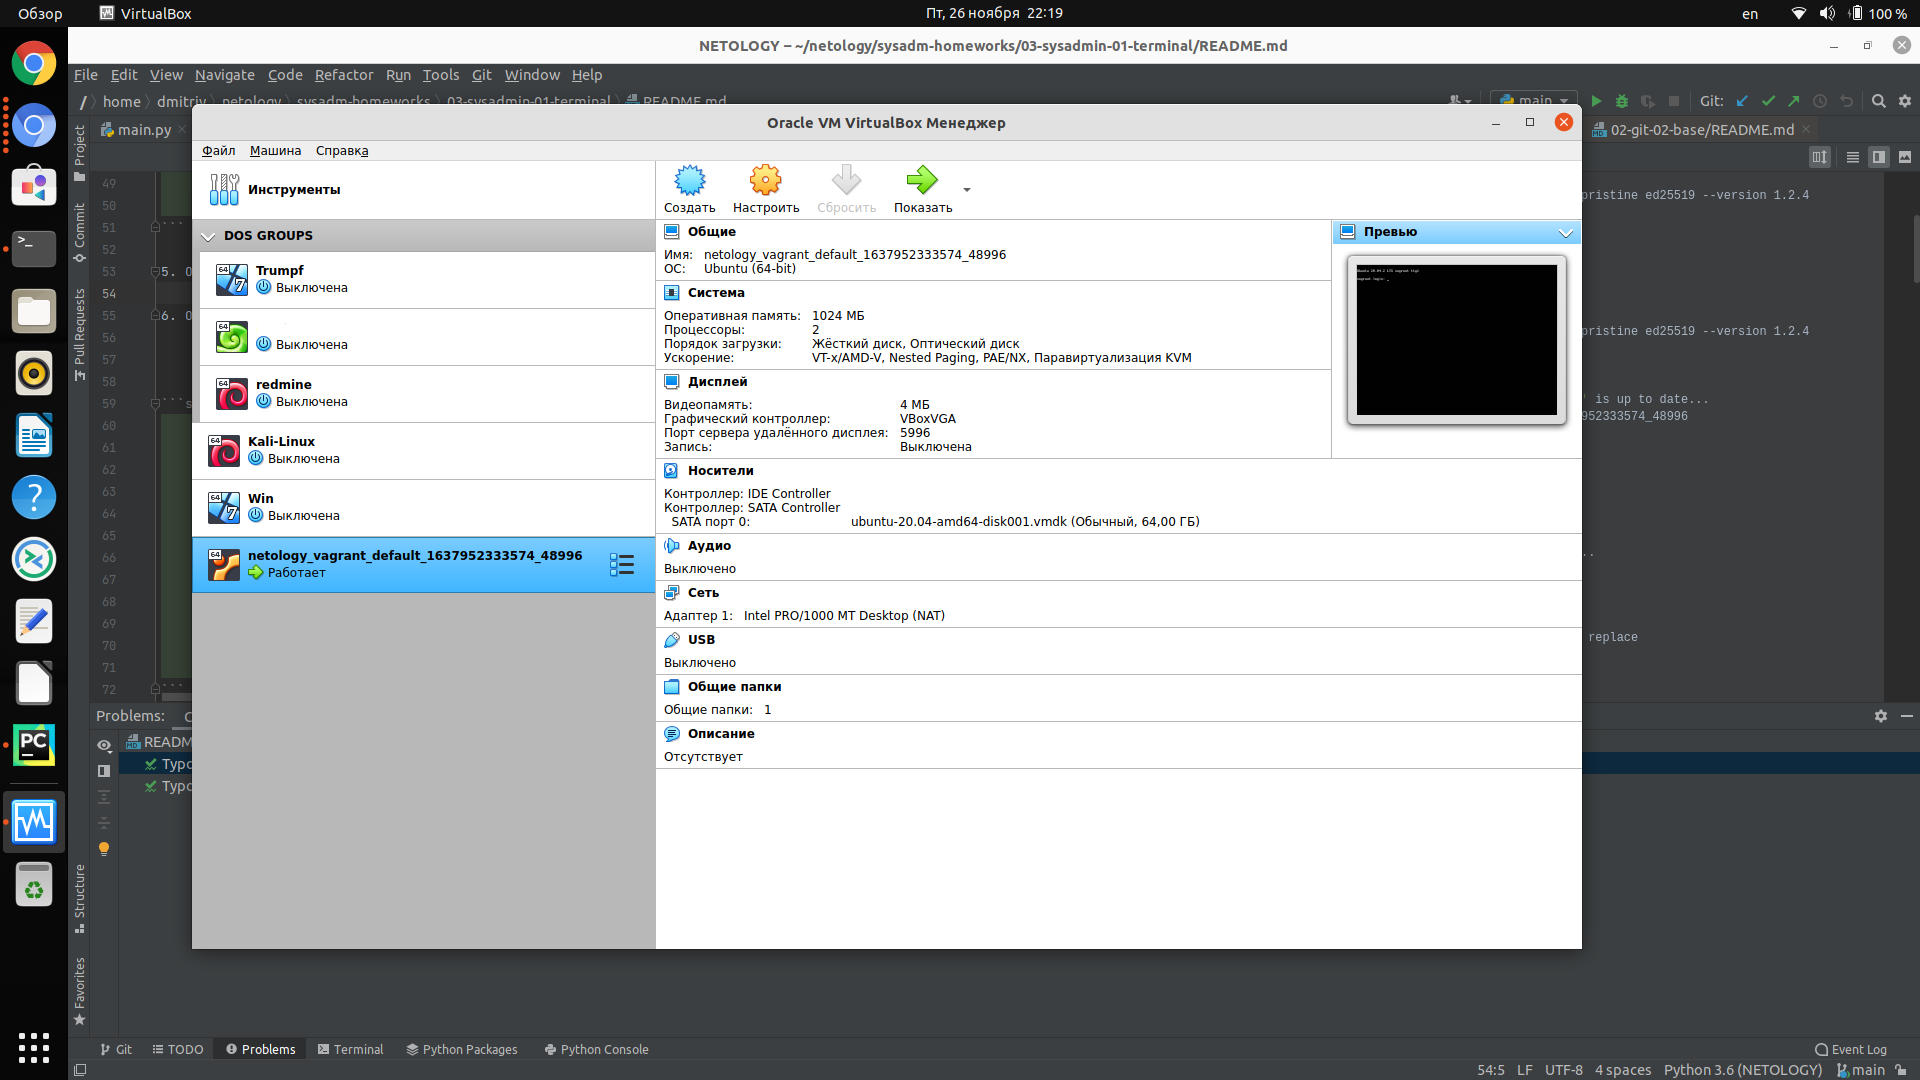 Обзор
VirtualBox
Пт, 26 ноября 22:19
en
100 %
NETOLOGY – ~/netology/sysadm-homeworks/03-sysadmin-01-terminal/README.md
File Edit View Navigate Code Refactor Run Tools Git Window Help
/ home dmitriy netology sysadm-homeworks 03-sysadmin-01-terminal README.md
main
Git:
main.py
02-git-02-base/README.md
Project
Commit
Pull Requests
Structure
Favorites
49
50
51 ```
52
53 5. О
54
55 6. О
56
57
58
59 ```s
60
61
62
63
64
65
66
67
68
69
70
71
72 ```
pristine ed25519 --version 1.2.4
pristine ed25519 --version 1.2.4
' is up to date...
952333574_48996
..
replace
Oracle VM VirtualBox Менеджер
Файл Машина Справка
Инструменты
DOS GROUPS
Trumpf
Выключена
Выключена
redmine
Выключена
Kali-Linux
Выключена
Win
Выключена
netology_vagrant_default_1637952333574_48996
Работает
Создать Настроить Сбросить Показать
Общие
Имя: netology_vagrant_default_1637952333574_48996
ОС: Ubuntu (64-bit)
Система
Оперативная память: 1024 МБ
Процессоры: 2
Порядок загрузки: Жёсткий диск, Оптический диск
Ускорение: VT-x/AMD-V, Nested Paging, PAE/NX, Паравиртуализация KVM
Дисплей
Видеопамять: 4 МБ
Графический контроллер: VBoxVGA
Порт сервера удалённого дисплея: 5996
Запись: Выключена
Превью
Ubuntu 20.04.2 LTS vagrant tty1
vagrant login: _
Носители
Контроллер: IDE Controller
Контроллер: SATA Controller
SATA порт 0: ubuntu-20.04-amd64-disk001.vmdk (Обычный, 64,00 ГБ)
Аудио
Выключено
Сеть
Адаптер 1: Intel PRO/1000 MT Desktop (NAT)
USB
Выключено
Общие папки
Общие папки: 1
Описание
Отсутствует
Problems:
README
Typo
Typo
Git TODO Problems Terminal Python Packages Python Console
Event Log
54:5 LF UTF-8 4 spaces Python 3.6 (NETOLOGY) main